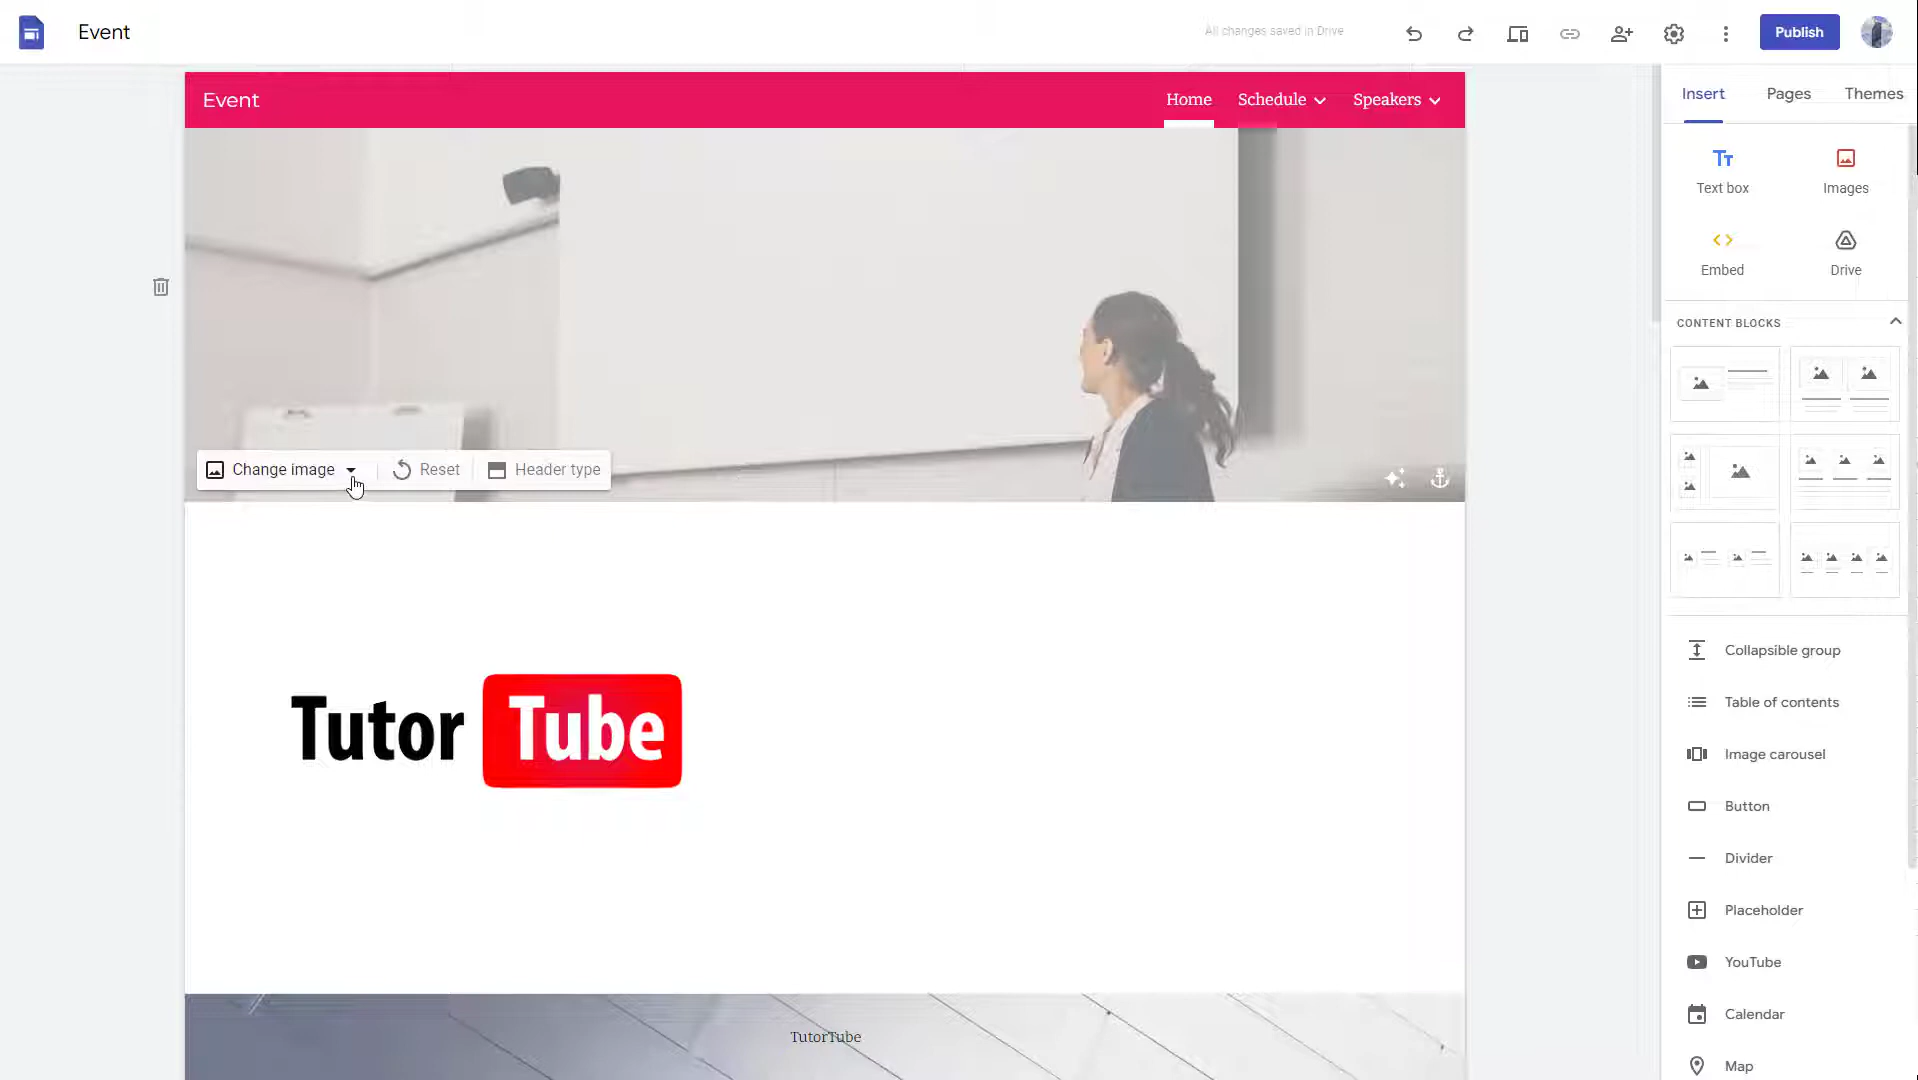 Event
All changes saved in Drive
Publish
Event
Home
Schedule
Speakers
Insert
Pages
Themes
Text box
Images
Embed
Drive
CONTENT BLOCKS
Change image
Reset
Header type
Tutor Tube
TutorTube
Collapsible group
Table of contents
Image carousel
Button
Divider
Placeholder
YouTube
Calendar
Map